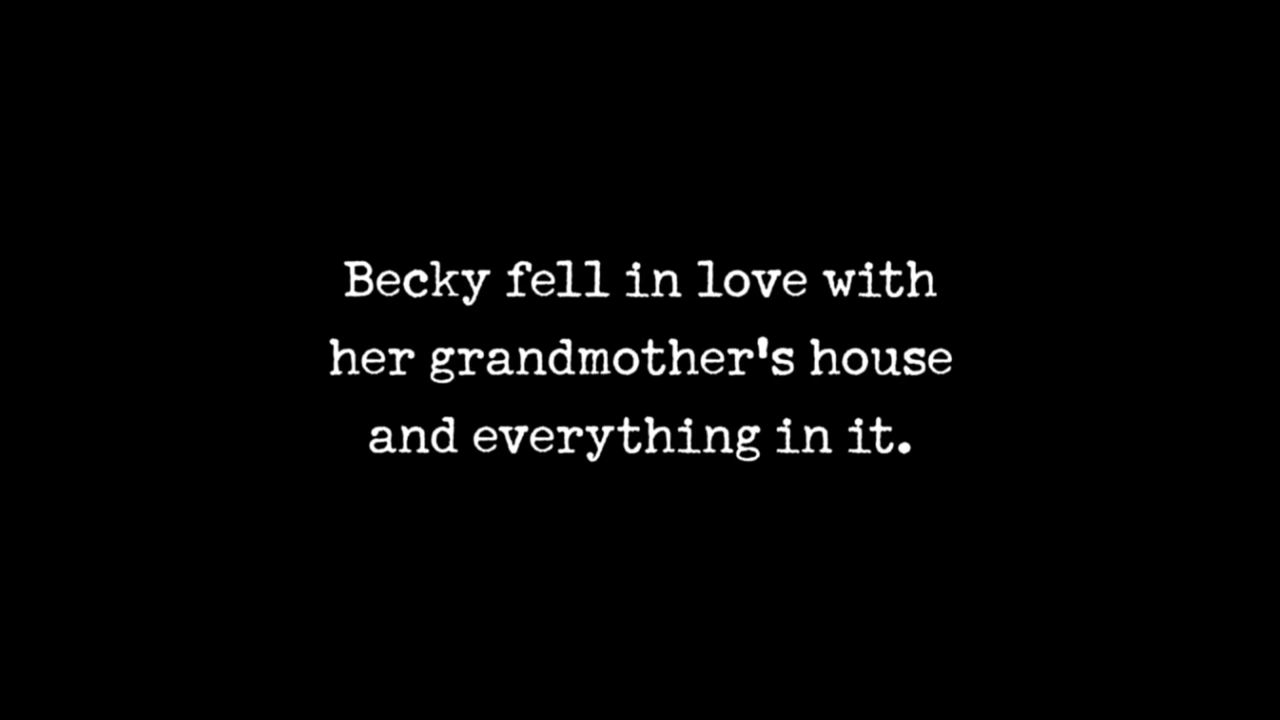 Becky fell in love with
her grandmother's house
and everything in it.